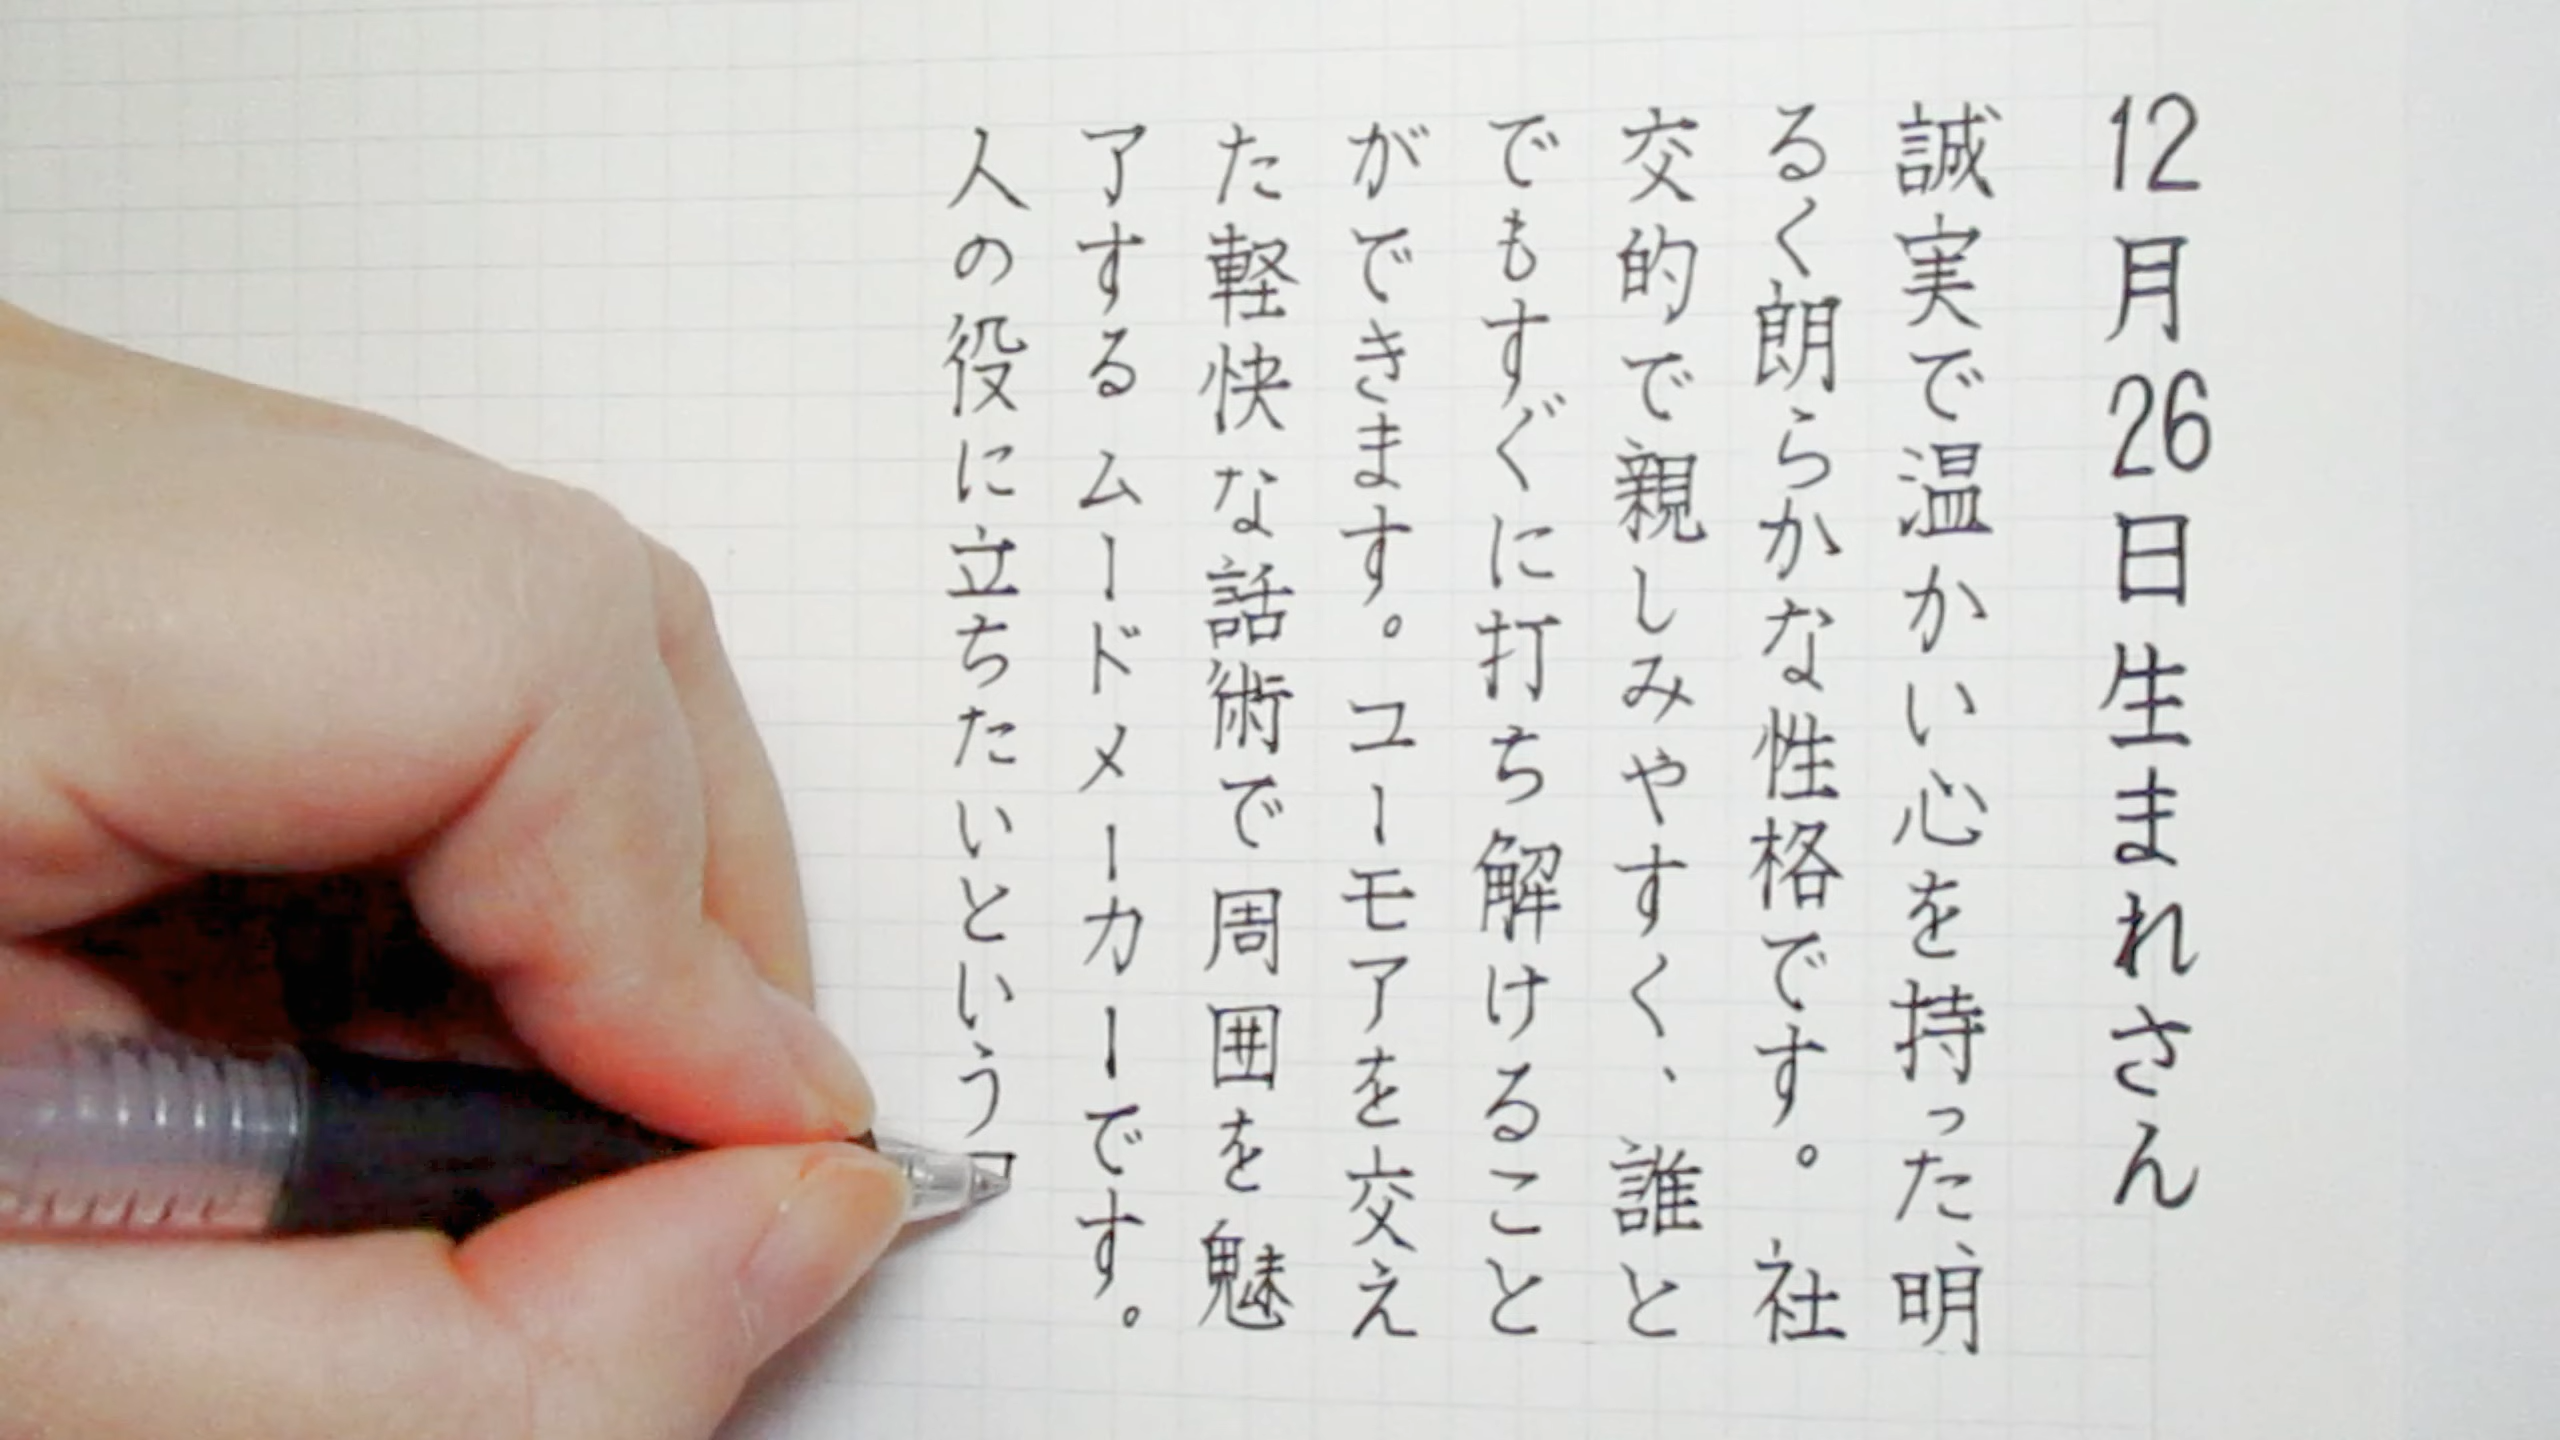 12月26日生まれさん
誠実で温かい心を持った、明
るく朗らかな性格です。社
交的で親しみやすく、誰と
でもすぐに打ち解けること
ができます。ユーモアを交え
た軽快な話術で周囲を魅
了するムードメーカーです。
人の役に立ちたいという